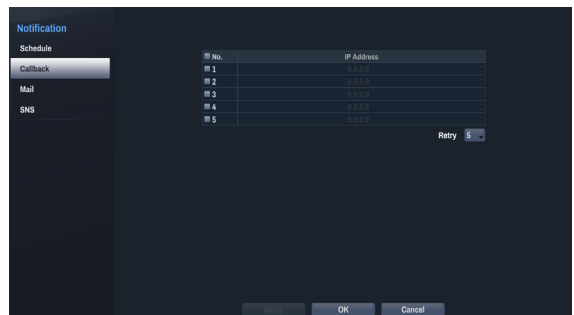 Notification
Schedule
Callback
Mail
SNS
No. IP Address
1 0.0.0.0
2 0.0.0.0
3 0.0.0.0
4 0.0.0.0
5 0.0.0.0
Retry 5
Apply OK Cancel